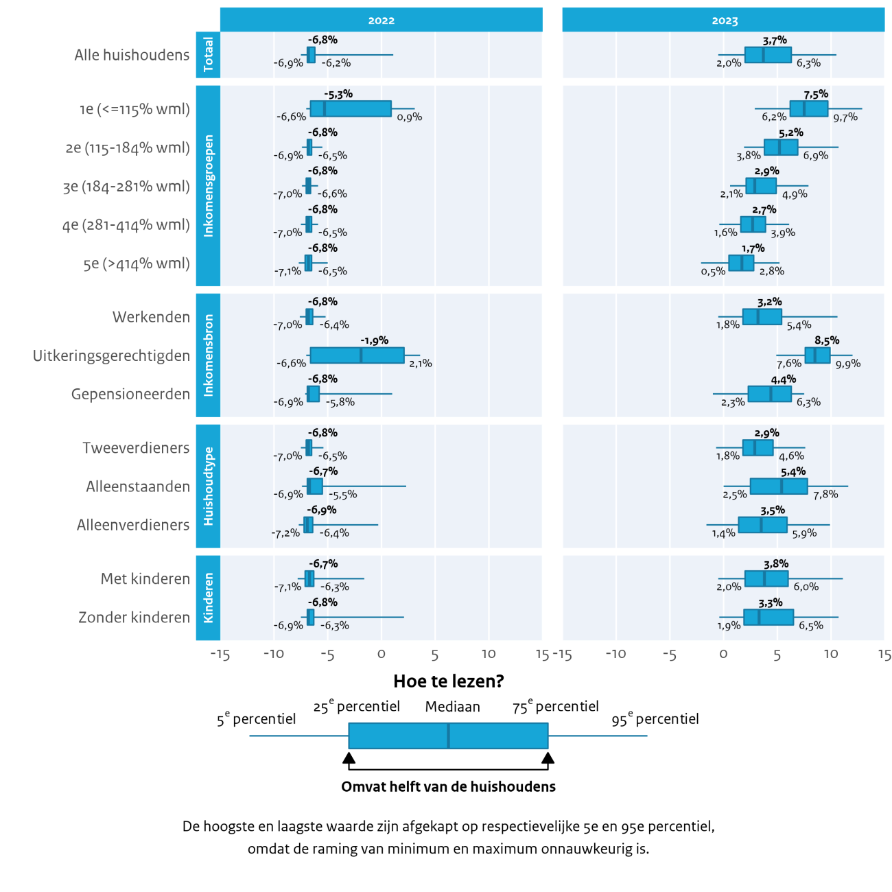 2022 2023
Totaal
Alle huishoudens -6,8% -6,9% -6,2% 3,7% 2,0% 6,3%
Inkomensgroepen
1e (<=115% wml) -5,3% -6,6% 0,9% 7,5% 6,2% 9,7%
2e (115-184% wml) -6,8% -6,9% -6,5% 5,2% 3,8% 6,9%
3e (184-281% wml) -6,8% -7,0% -6,6% 2,9% 2,1% 4,9%
4e (281-414% wml) -6,8% -7,0% -6,5% 2,7% 1,6% 3,9%
5e (>414% wml) -6,8% -7,1% -6,5% 1,7% 0,5% 2,8%
Inkomensbron
Werkenden -6,8% -7,0% -6,4% 3,2% 1,8% 5,4%
Uitkeringsgerechtigden -1,9% -6,6% 2,1% 8,5% 7,6% 9,9%
Gepensioneerden -6,8% -6,9% -5,8% 4,4% 2,3% 6,3%
Huishoudtype
Tweeverdieners -6,8% -7,0% -6,5% 2,9% 1,8% 4,6%
Alleenstaanden -6,7% -6,9% -5,5% 5,4% 2,5% 7,8%
Alleenverdieners -6,9% -7,2% -6,4% 3,5% 1,4% 5,9%
Kinderen
Met kinderen -6,7% -7,1% -6,3% 3,8% 2,0% 6,0%
Zonder kinderen -6,8% -6,9% -6,3% 3,3% 1,9% 6,5%
-15 -10 -5 0 5 10 15 -15 -10 -5 0 5 10 15
Hoe te lezen?
5e percentiel 25e percentiel Mediaan 75e percentiel 95e percentiel
Omvat helft van de huishoudens
De hoogste en laagste waarde zijn afgekapt op respectievelijke 5e en 95e percentiel,
omdat de raming van minimum en maximum onnauwkeurig is.